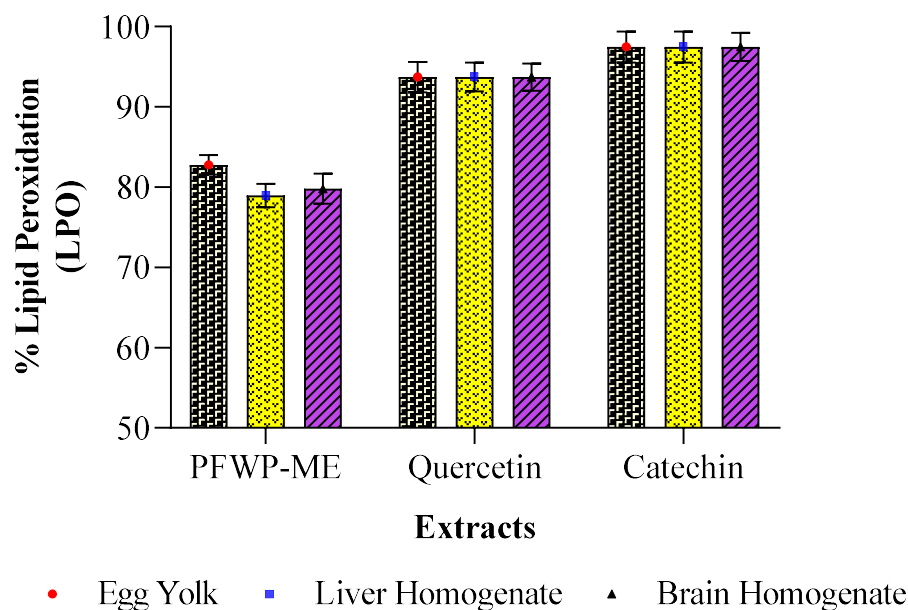 % Lipid Peroxidation
(LPO)
100
90
80
70
60
50
PFWP-ME Quercetin Catechin
Extracts
Egg Yolk Liver Homogenate Brain Homogenate